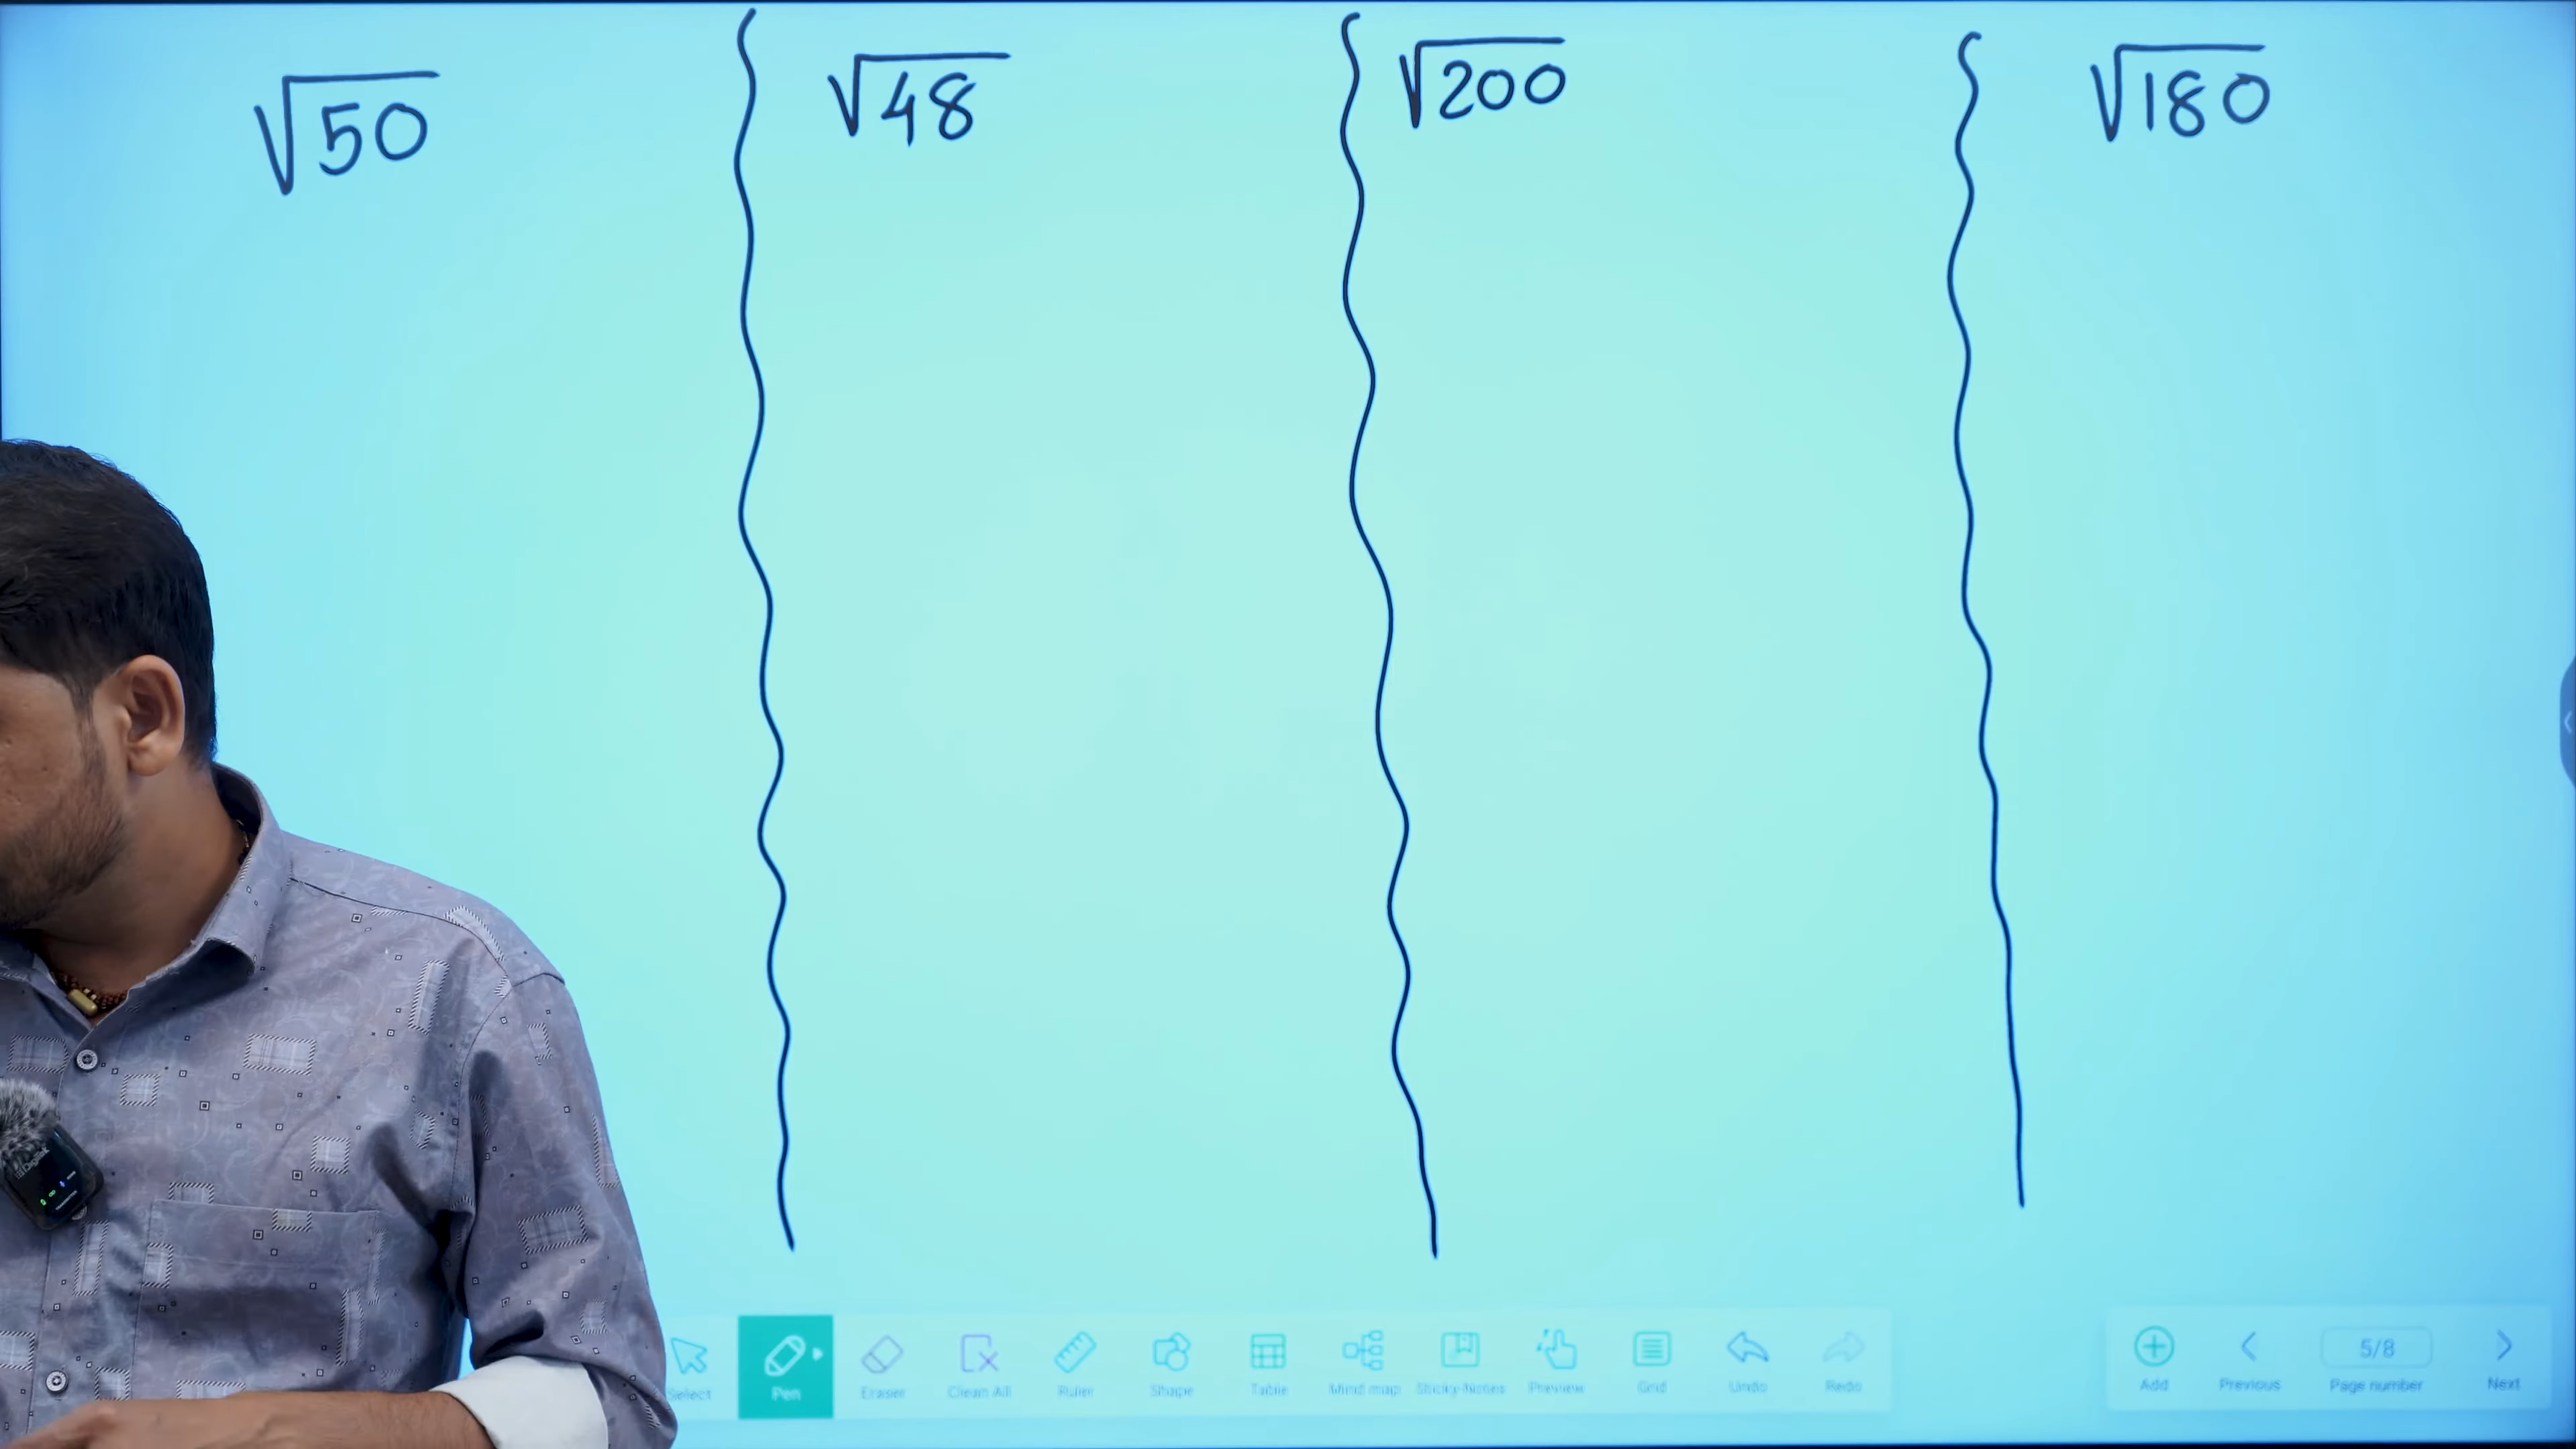 √50 √48 √200 √180
Select Pen Eraser Clean All Ruler Shape Table Mind map Sticky-Notes Preview Grid Undo Redo Add Previous 5/8 Page number Next